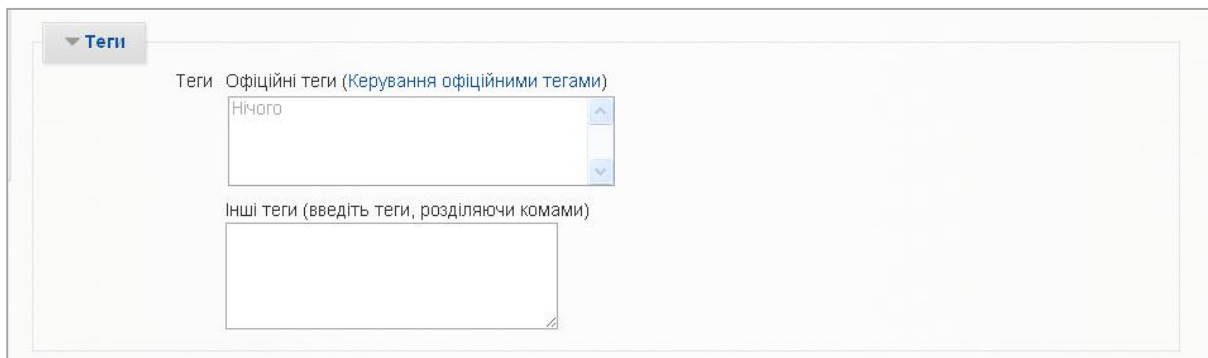 Теги
Теги Офіційні теги (Керування офіційними тегами)
Нічого
Інші теги (введіть теги, розділяючи комами)